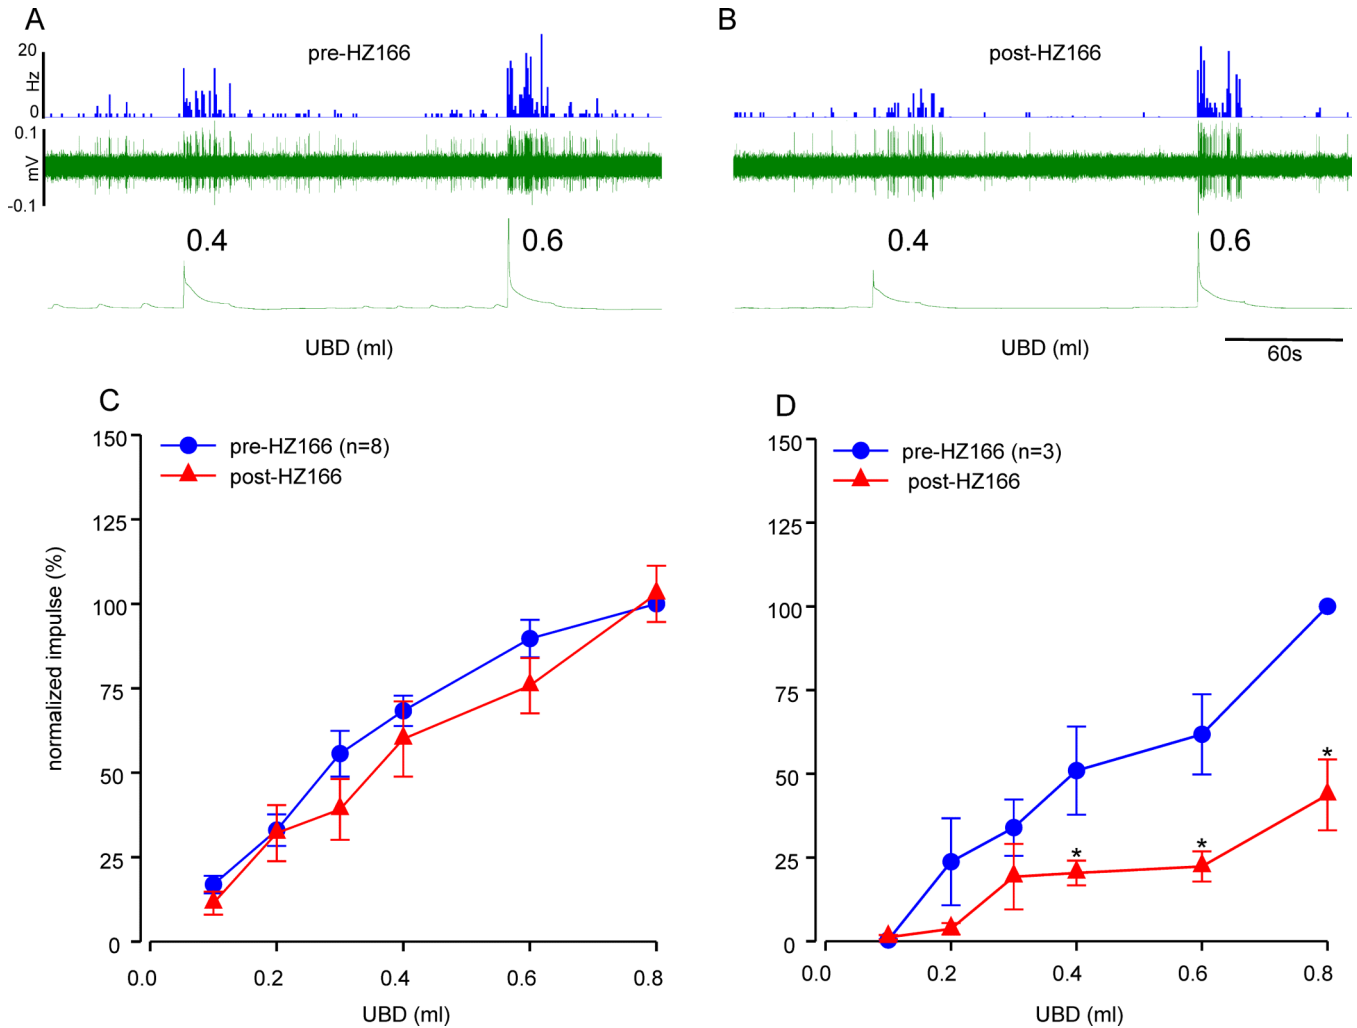 A
pre-HZ166
20
Hz
0
0.1
mV
-0.1
0.4
0.6
UBD (ml)
B
post-HZ166
0.4
0.6
UBD (ml)
60s
C
150
125
100
75
50
25
0
normalized impulse (%)
pre-HZ166 (n=8)
post-HZ166
0.0 0.2 0.4 0.6 0.8
UBD (ml)
D
150
125
100
75
50
25
0
pre-HZ166 (n=3)
post-HZ166
* * *
0.0 0.2 0.4 0.6 0.8
UBD (ml)